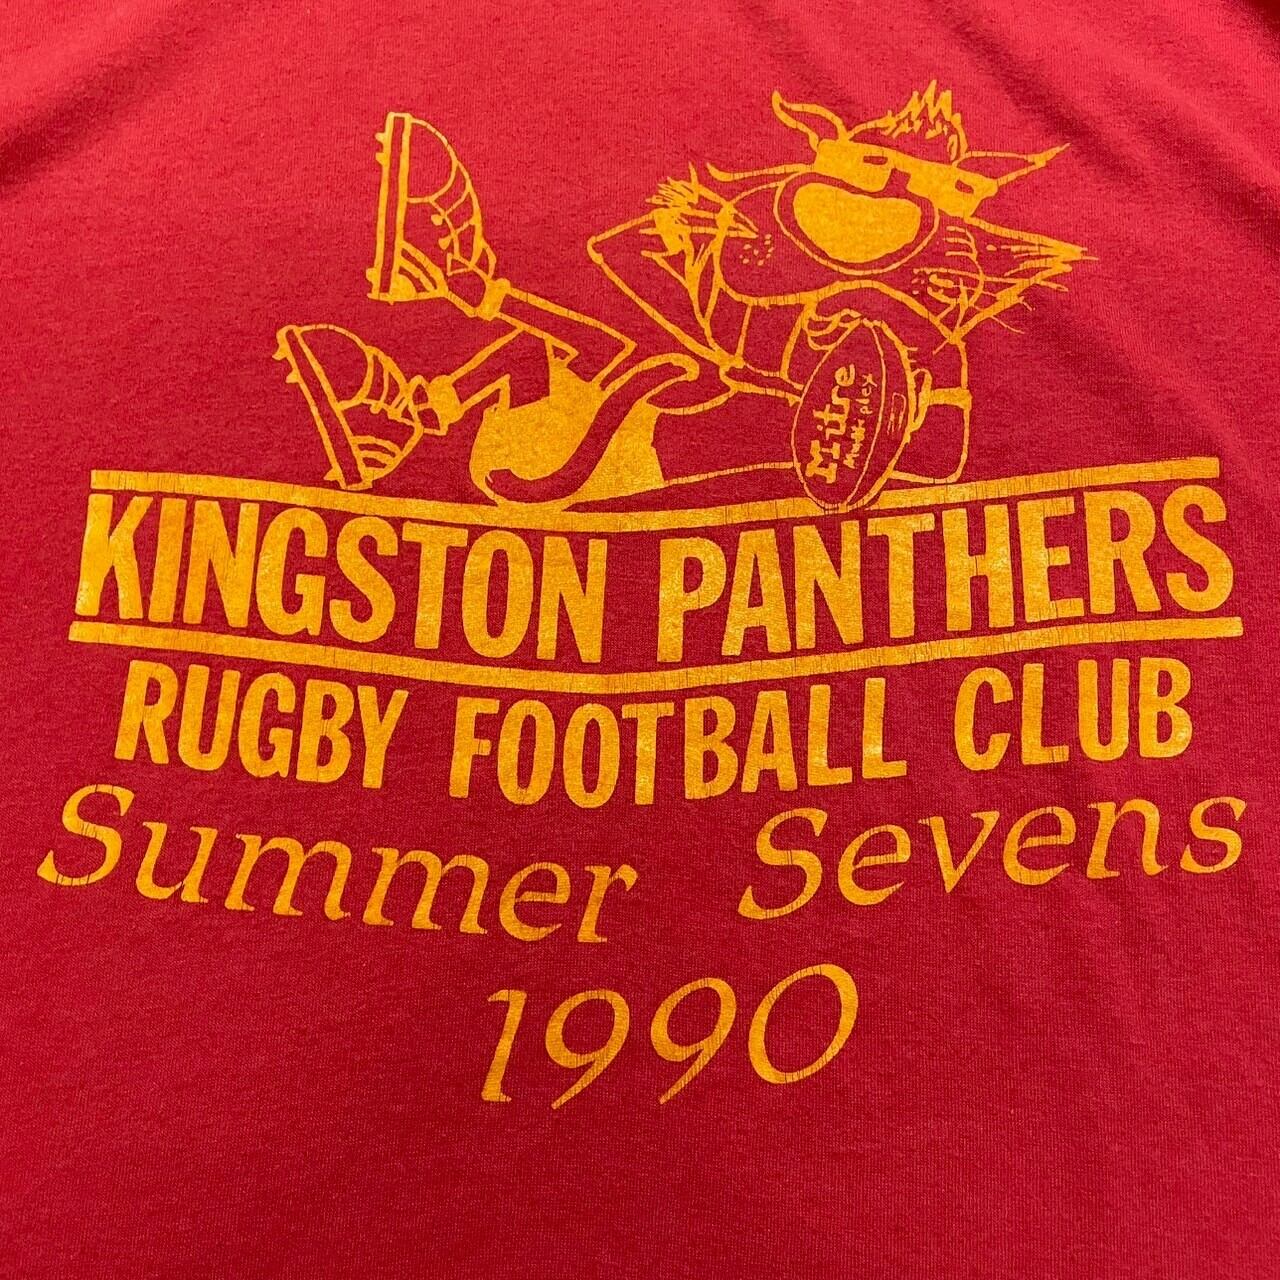 Mitre
KINGSTON PANTHERS
RUGBY FOOTBALL CLUB
Summer Sevens
1990